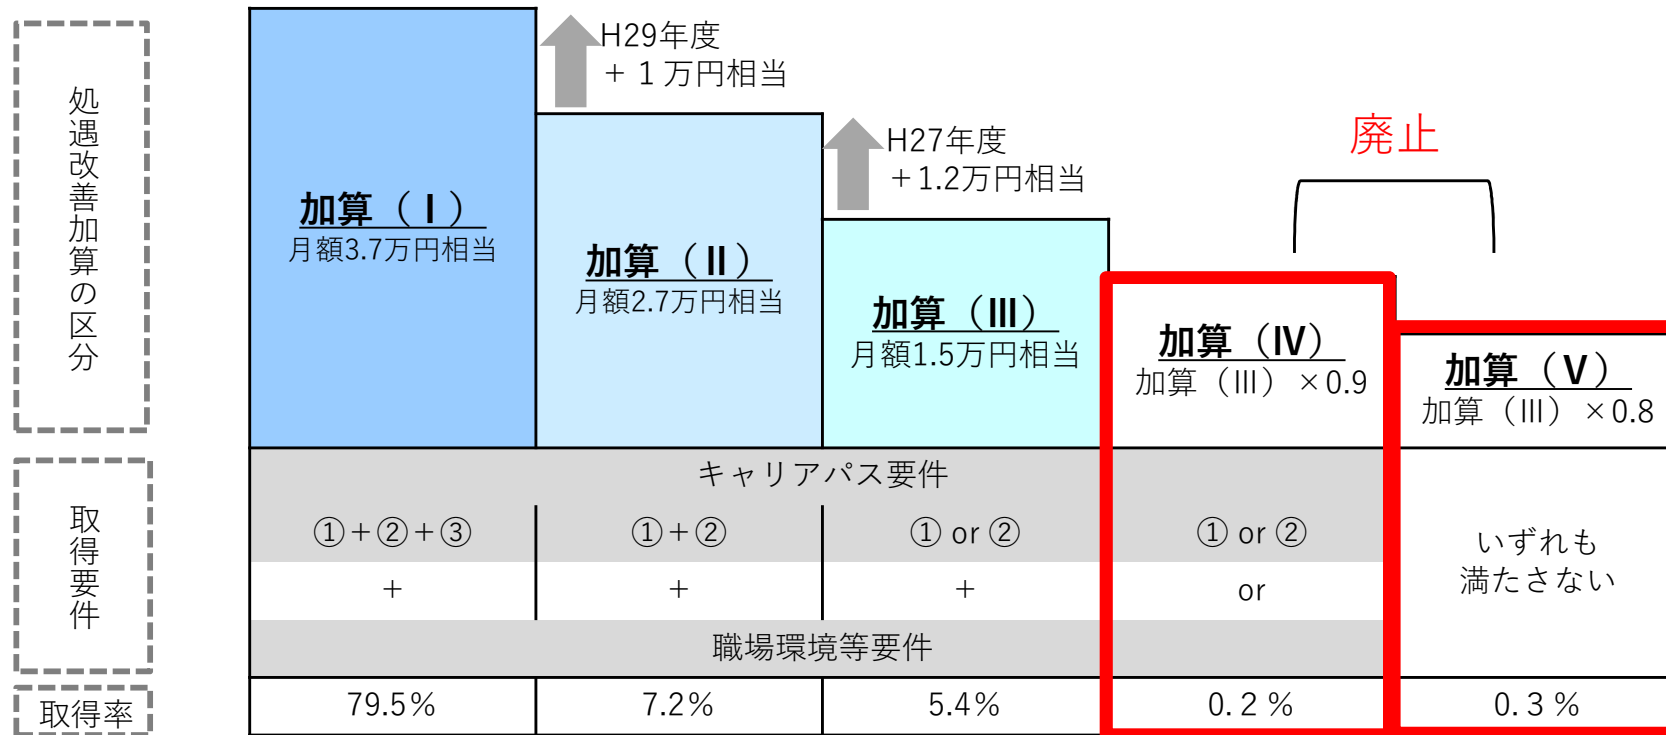 処遇改善加算の区分
加算（Ⅰ）
月額3.7万円相当
H29年度
＋１万円相当
加算（Ⅱ）
月額2.7万円相当
H27年度
＋1.2万円相当
加算（Ⅲ）
月額1.5万円相当
廃止
加算（Ⅳ）
加算（Ⅲ）×0.9
加算（Ⅴ）
加算（Ⅲ）×0.8
取得要件
キャリアパス要件
①＋②＋③
①＋②
① or ②
① or ②
いずれも
満たさない
＋
＋
＋
or
職場環境等要件
取得率
79.5%
7.2%
5.4%
0.2％
0.3％